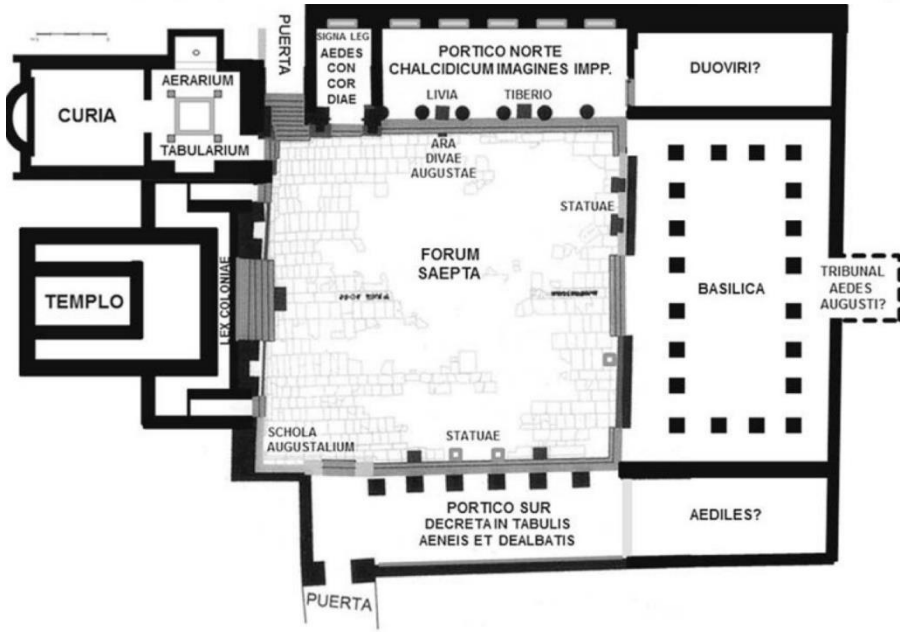 PUERTA
SIGNA LEG
AEDES
CON
COR
DIAE
PORTICO NORTE
CHALCIDICUM IMAGINES IMPP.
LIVIA
TIBERIO
DUOVIRI?
AERARIUM
CURIA
TABULARIUM
ARA
DIVAE
AUGUSTAE
STATUAE
FORUM
SAEPTA
TEMPLO
LEX COLONIAE
BASILICA
TRIBUNAL
AEDES
AUGUSTI?
SCHOLA
AUGUSTALIUM
STATUAE
PORTICO SUR
DECRETA IN TABULIS
AENEIS ET DEALBATIS
AEDILES?
PUERTA